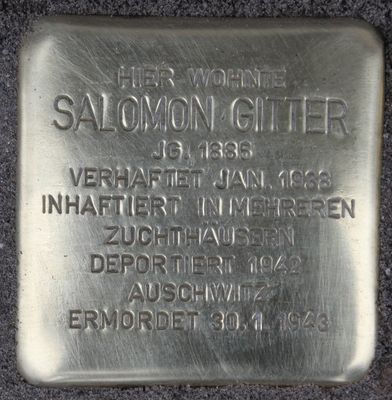 HIER WOHNTE
SALOMON GITTER
JG. 1886
VERHAFTET JAN. 1938
INHAFTIERT IN MEHREREN
ZUCHTHÄUSERN
DEPORTIERT 1942
AUSCHWITZ
ERMORDET 30.1.1943